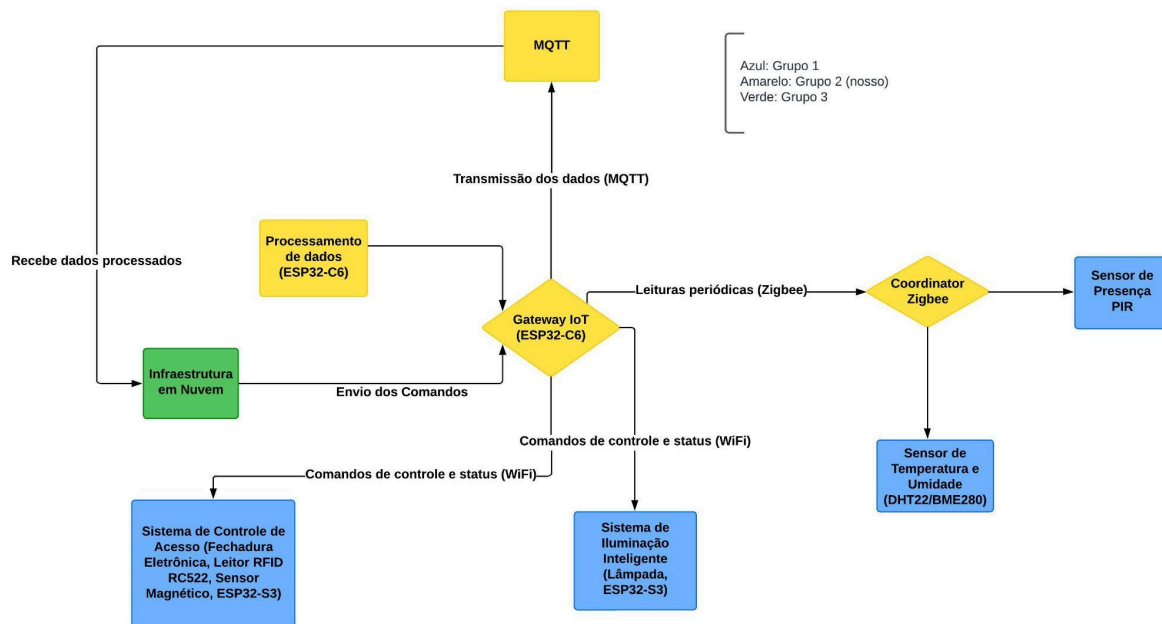 MQTT
Azul: Grupo 1
Amarelo: Grupo 2 (nosso)
Verde: Grupo 3
Transmissão dos dados (MQTT)
Processamento
de dados
(ESP32-C6)
Recebe dados processados
Gateway IoT
(ESP32-C6)
Leituras periódicas (Zigbee)
Coordinator
Zigbee
Sensor de
Presença
PIR
Infraestrutura
em Nuvem
Envio dos Comandos
Comandos de controle e status (WiFi)
Comandos de controle e status (WiFi)
Sensor de
Temperatura e
Umidade
(DHT22/BME280)
Sistema de Controle de
Acesso (Fechadura
Eletrônica, Leitor RFID
RC522, Sensor
Magnético, ESP32-S3)
Sistema de
Iluminação
Inteligente
(Lâmpada,
ESP32-S3)